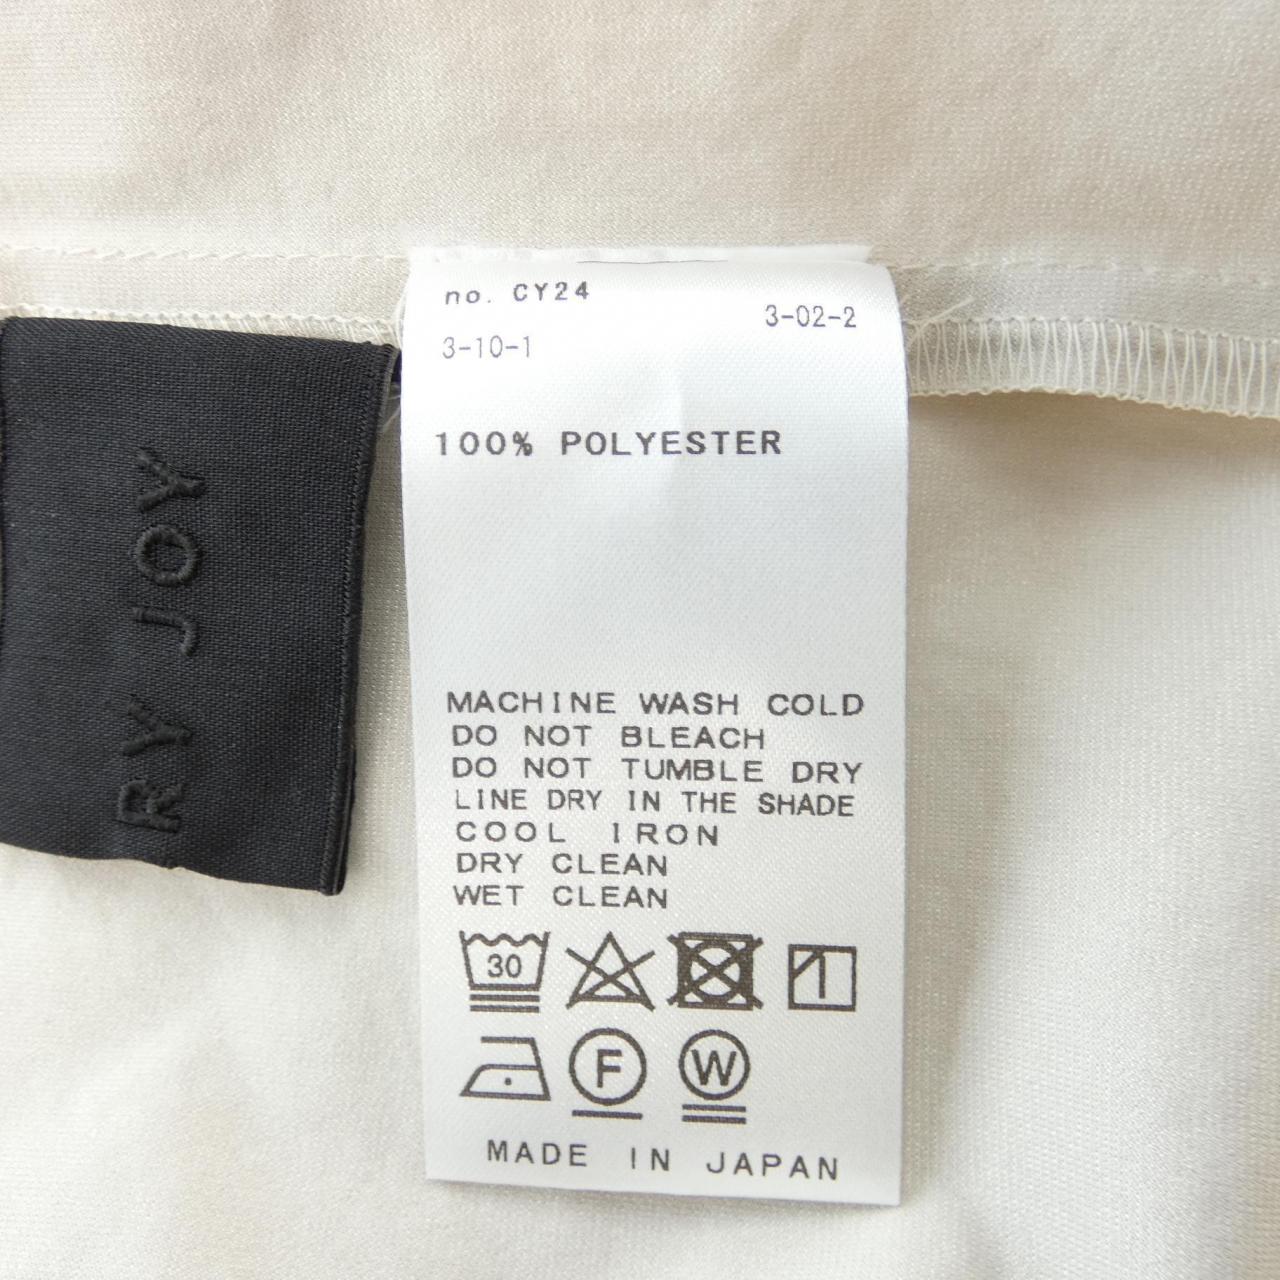 no. CY24
3-02-2
3-10-1
100% POLYESTER
MACHINE WASH COLD
DO NOT BLEACH
DO NOT TUMBLE DRY
LINE DRY IN THE SHADE
COOL IRON
DRY CLEAN
WET CLEAN
30
F
W
MADE IN JAPAN
RY JOY